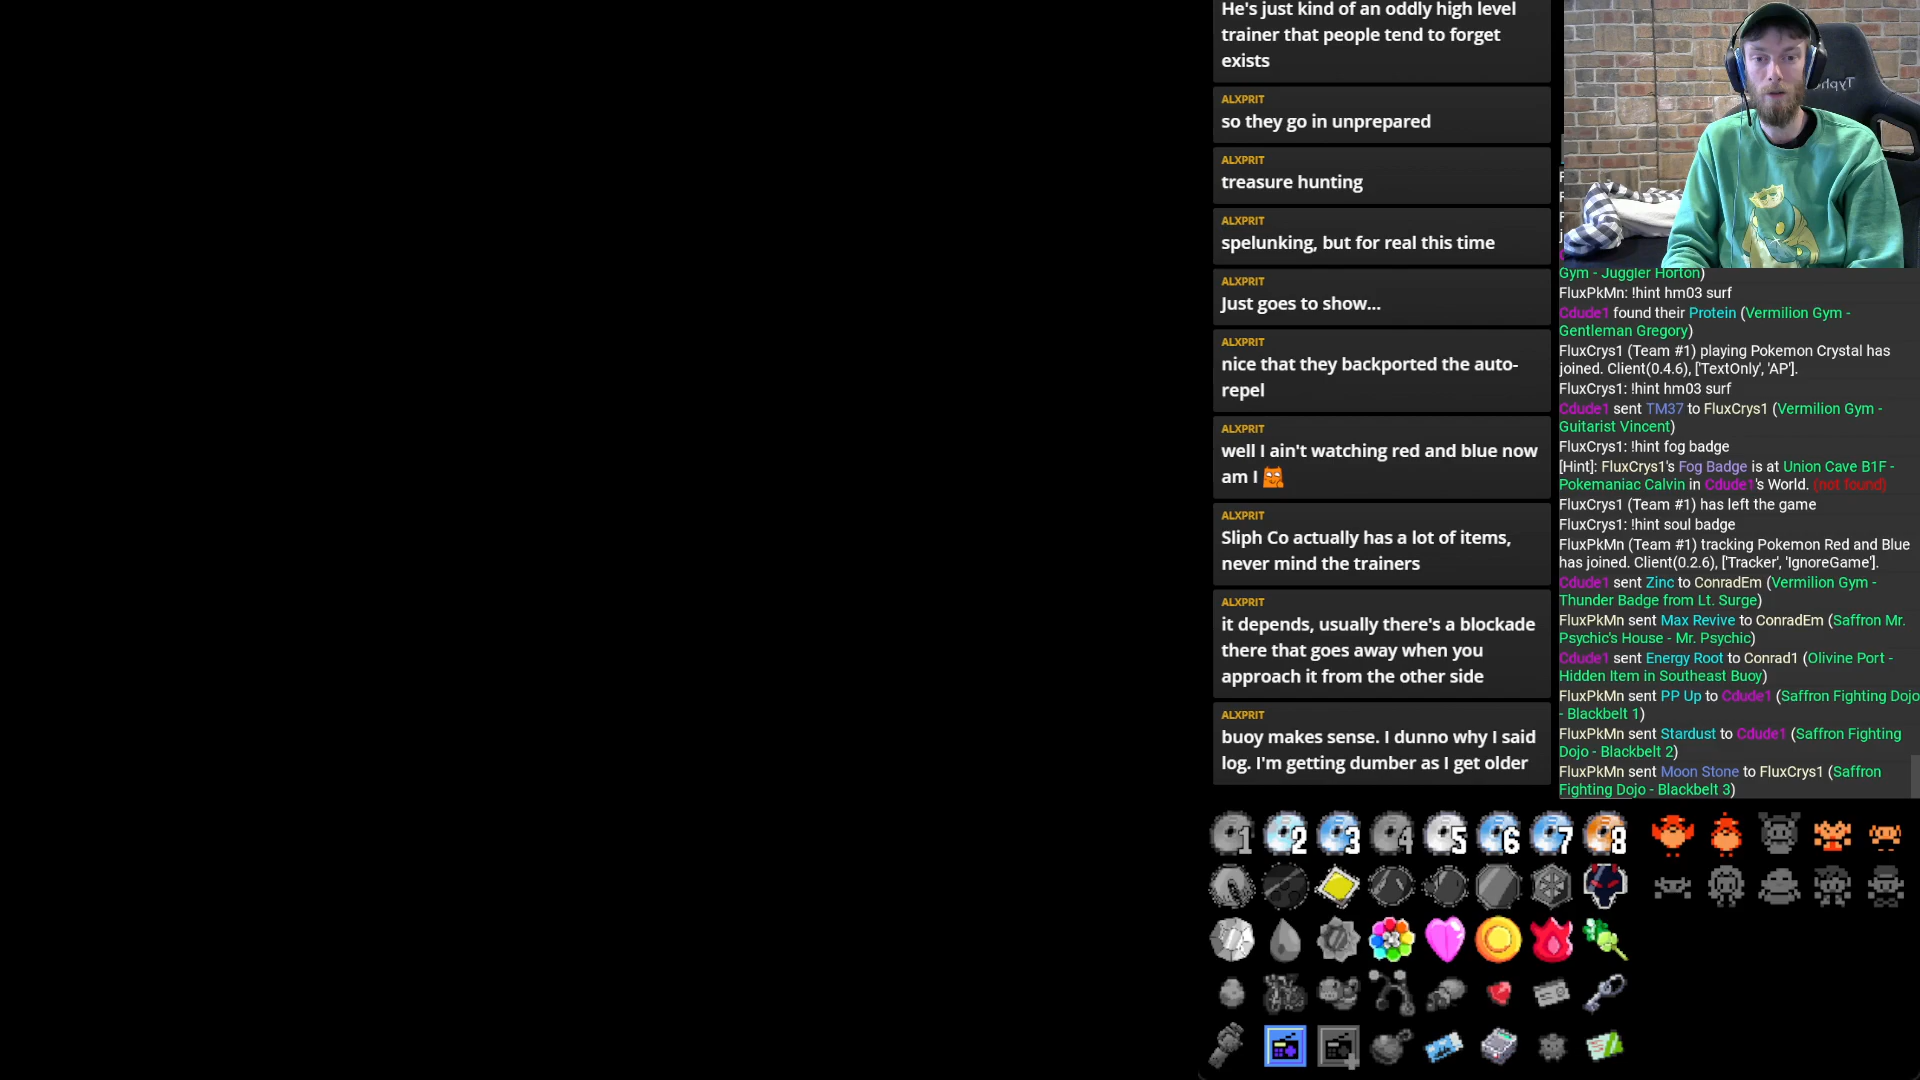 He's just kind of an oddly high level
trainer that people tend to forget
exists
ALXPRIT
so they go in unprepared
ALXPRIT
treasure hunting
ALXPRIT
spelunking, but for real this time
ALXPRIT
Just goes to show...
ALXPRIT
nice that they backported the auto-
repel
ALXPRIT
well I ain't watching red and blue now
am I
ALXPRIT
Sliph Co actually has a lot of items,
never mind the trainers
ALXPRIT
it depends, usually there's a blockade
there that goes away when you
approach it from the other side
ALXPRIT
buoy makes sense. I dunno why I said
log. I'm getting dumber as I get older
Gym - Juggler Horton)
FluxPkMn: !hint hm03 surf
Cdude1 found their Protein (Vermilion Gym -
Gentleman Gregory)
FluxCrys1 (Team #1) playing Pokemon Crystal has
joined. Client(0.4.6), ['TextOnly', 'AP'].
FluxCrys1: !hint hm03 surf
Cdude1 sent TM37 to FluxCrys1 (Vermilion Gym -
Guitarist Vincent)
FluxCrys1: !hint fog badge
[Hint]: FluxCrys1's Fog Badge is at Union Cave B1F -
Pokemaniac Calvin in Cdude1's World. (not found)
FluxCrys1 (Team #1) has left the game
FluxCrys1: !hint soul badge
FluxPkMn (Team #1) tracking Pokemon Red and Blue
has joined. Client(0.2.6), ['Tracker', 'IgnoreGame'].
Cdude1 sent Zinc to ConradEm (Vermilion Gym -
Thunder Badge from Lt. Surge)
FluxPkMn sent Max Revive to ConradEm (Saffron Mr.
Psychic's House - Mr. Psychic)
Cdude1 sent Energy Root to Conrad1 (Olivine Port -
Hidden Item in Southeast Buoy)
FluxPkMn sent PP Up to Cdude1 (Saffron Fighting Dojo
- Blackbelt 1)
FluxPkMn sent Stardust to Cdude1 (Saffron Fighting
Dojo - Blackbelt 2)
FluxPkMn sent Moon Stone to FluxCrys1 (Saffron
Fighting Dojo - Blackbelt 3)
1 2 3 4 5 6 7 8